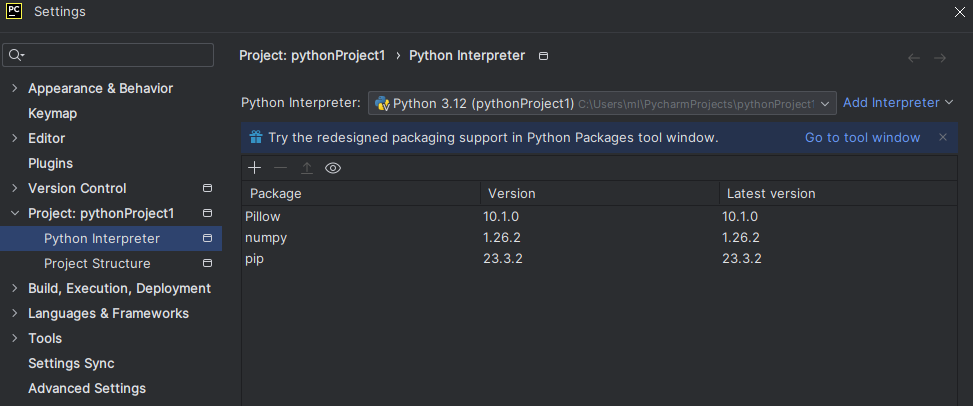 PC Settings
Project: pythonProject1 › Python Interpreter
Appearance & Behavior
Keymap
Editor
Plugins
Version Control
Project: pythonProject1
Python Interpreter
Project Structure
Build, Execution, Deployment
Languages & Frameworks
Tools
Settings Sync
Advanced Settings
Python Interpreter: Python 3.12 (pythonProject1) C:\Users\ml\PycharmProjects\pythonProject1 Add Interpreter
Try the redesigned packaging support in Python Packages tool window. Go to tool window
Package Version Latest version
Pillow 10.1.0 10.1.0
numpy 1.26.2 1.26.2
pip 23.3.2 23.3.2